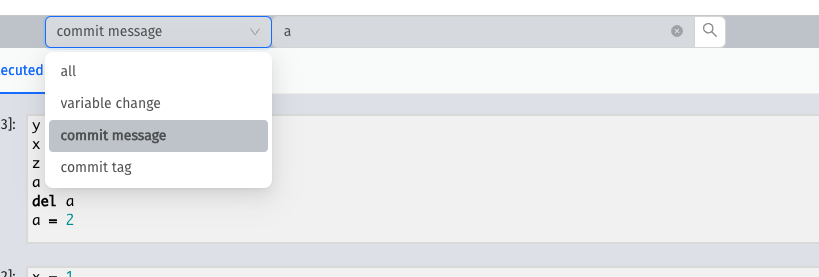 commit message a
ecuted
all
variable change
commit message
commit tag
3]: y
x
z
a
del a
a = 2
2]: x = 1